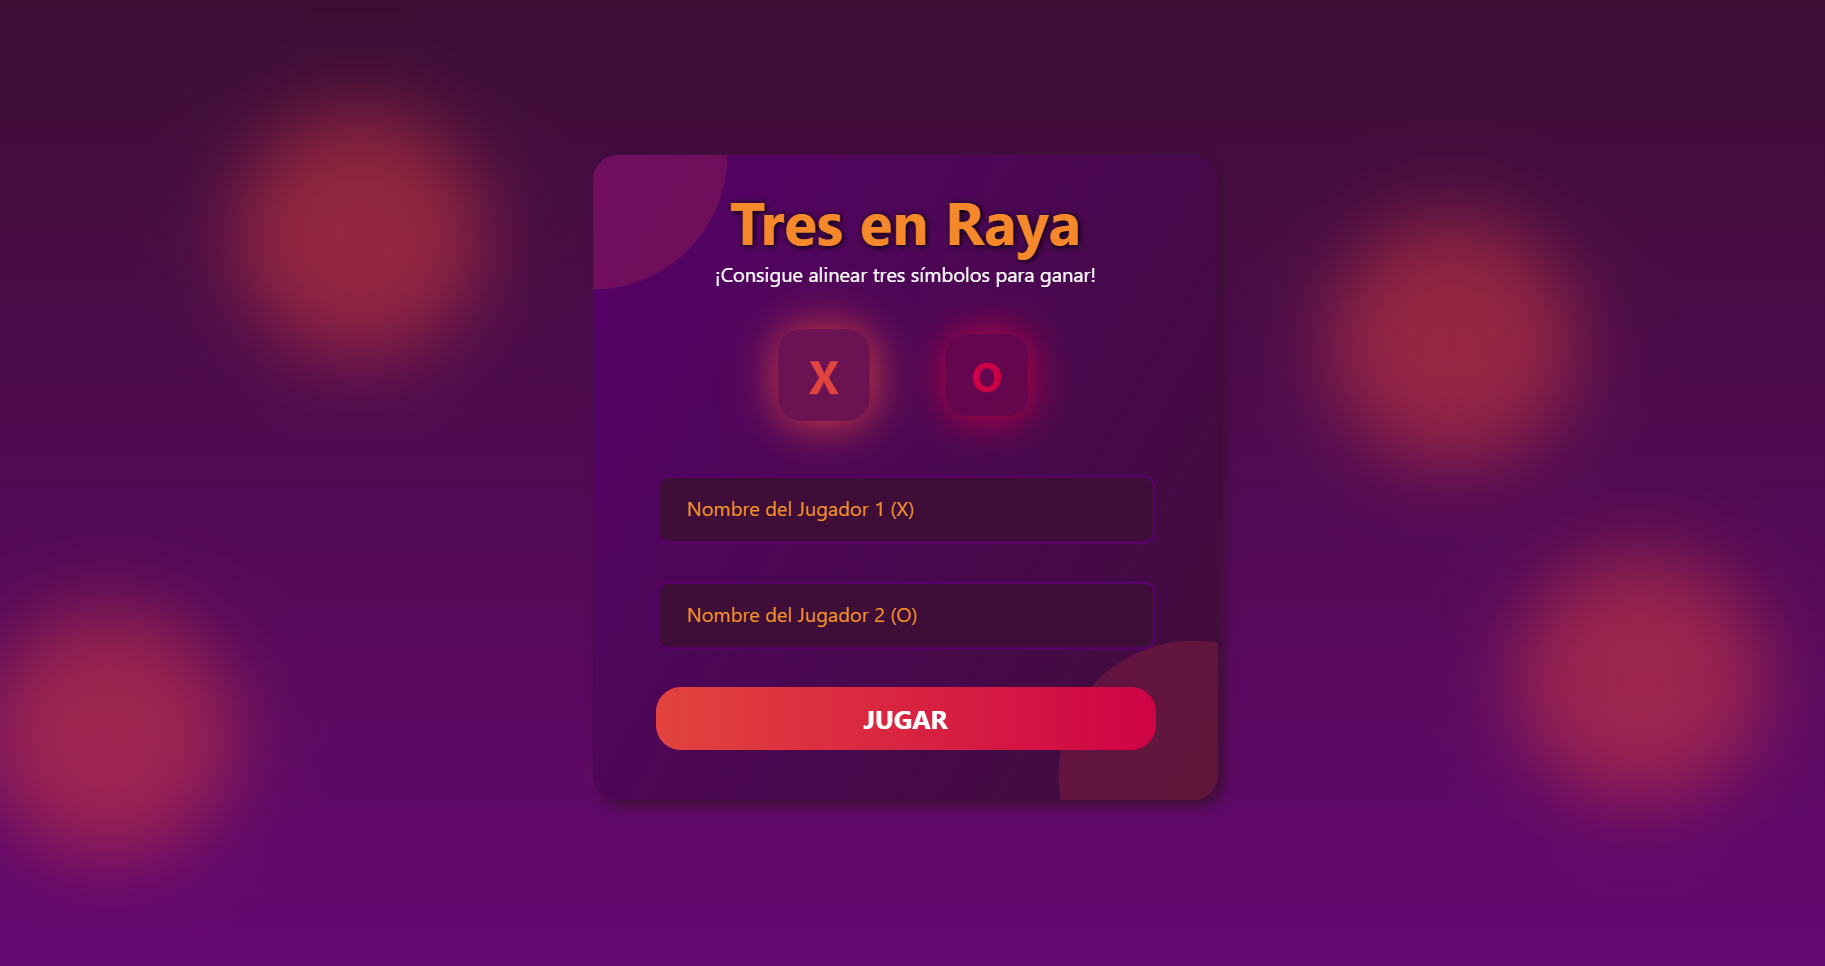 Tres en Raya
¡Consigue alinear tres símbolos para ganar!
X O
Nombre del Jugador 1 (X)
Nombre del Jugador 2 (O)
JUGAR